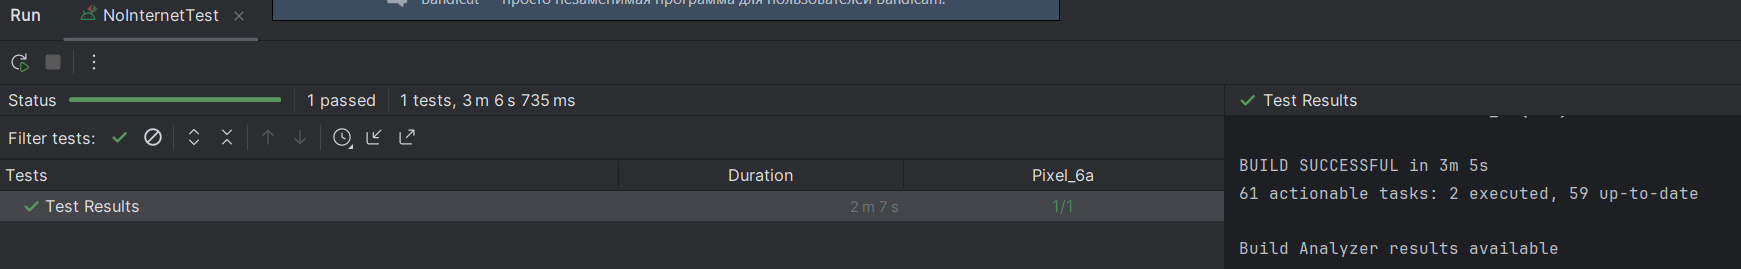 Run NoInternetTest
Bandicut — просто незаменимая программа для пользователей Bandicam.
Status 1 passed 1 tests, 3 m 6 s 735 ms
Test Results
Filter tests:
Tests Duration Pixel_6a
Test Results 2 m 7 s 1/1
BUILD SUCCESSFUL in 3m 5s
61 actionable tasks: 2 executed, 59 up-to-date
Build Analyzer results available